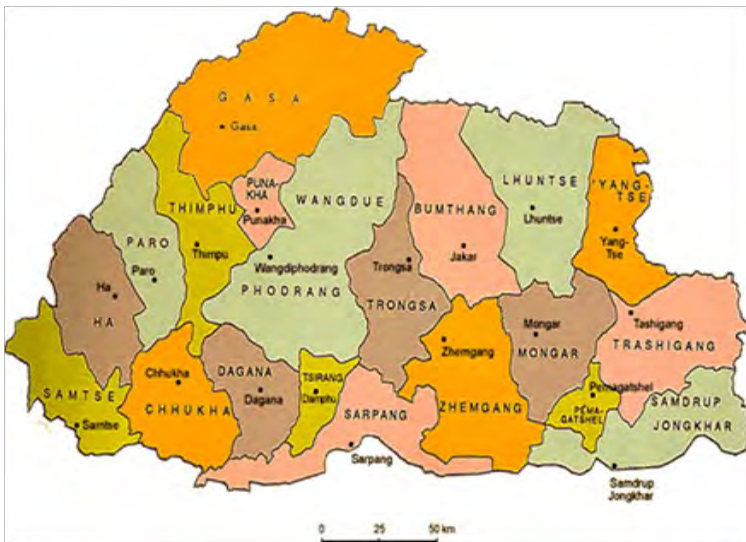 G A S A
Gasa
PUNA-
KHA
Punakha
THIMPHU
Thimpu
WANGDUE
Wangdiphodrang
PHODRANG
PARO
Paro
Ha
HA
BUMTHANG
Jakar
LHUNTSE
Lhuntse
YANG-
TSE
Yang-
Tse
Trongsa
TRONGSA
Mongar
MONGAR
Tashigang
TRASHIGANG
Zhemgang
ZHEMGANG
SAMTSE
Samtse
Chhukha
CHHUKHA
DAGANA
Dagana
TSIRANG
Damphu
SARPANG
Sarpang
Pemagatshel
PEMA-
GATSHEL
SAMDRUP
JONGKHAR
Samdrup
Jongkhar
0 25 50 km